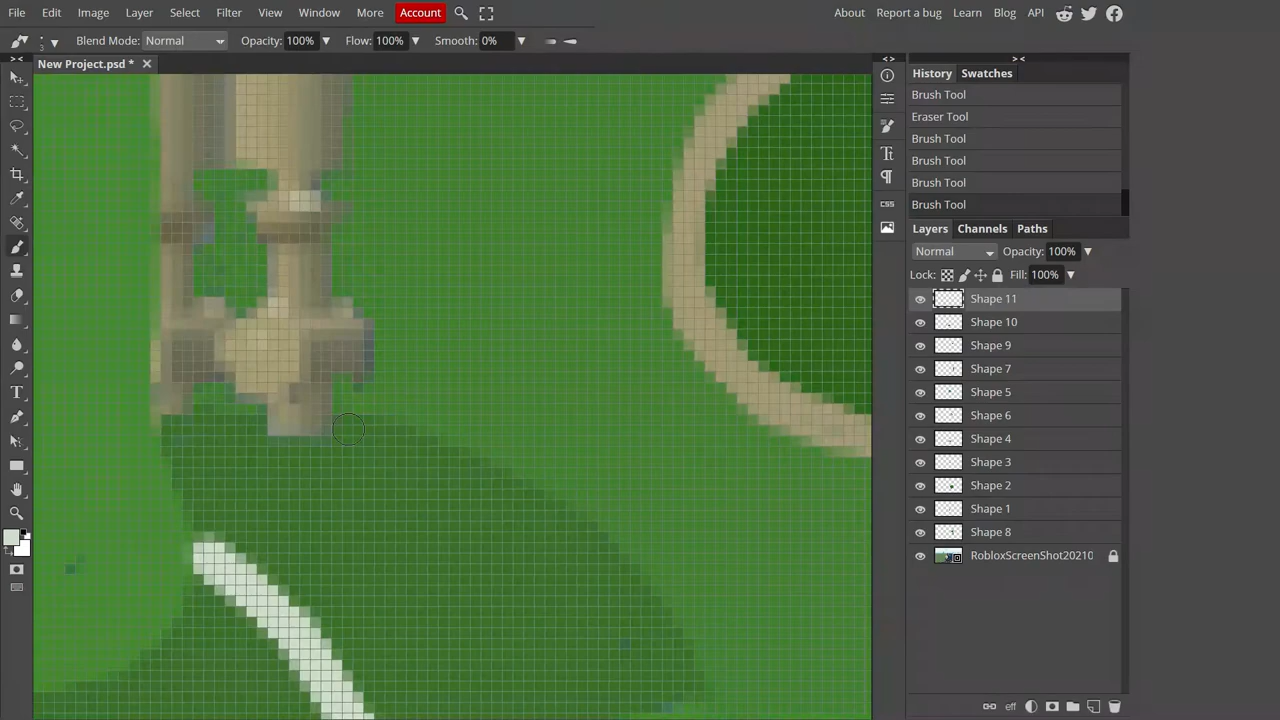 File Edit Image Layer Select Filter View Window More Account About Report a bug Learn Blog API
3 Blend Mode: Normal Opacity: 100% Flow: 100% Smooth: 0%
New Project.psd *
> < < > > <
History Swatches
Brush Tool
Eraser Tool
Brush Tool
Brush Tool
Brush Tool
Brush Tool
CSS
Layers Channels Paths
Normal Opacity: 100%
Lock: Fill: 100%
Shape 11
Shape 10
Shape 9
Shape 7
Shape 5
Shape 6
Shape 4
Shape 3
Shape 2
Shape 1
Shape 8
RobloxScreenShot20210
eff